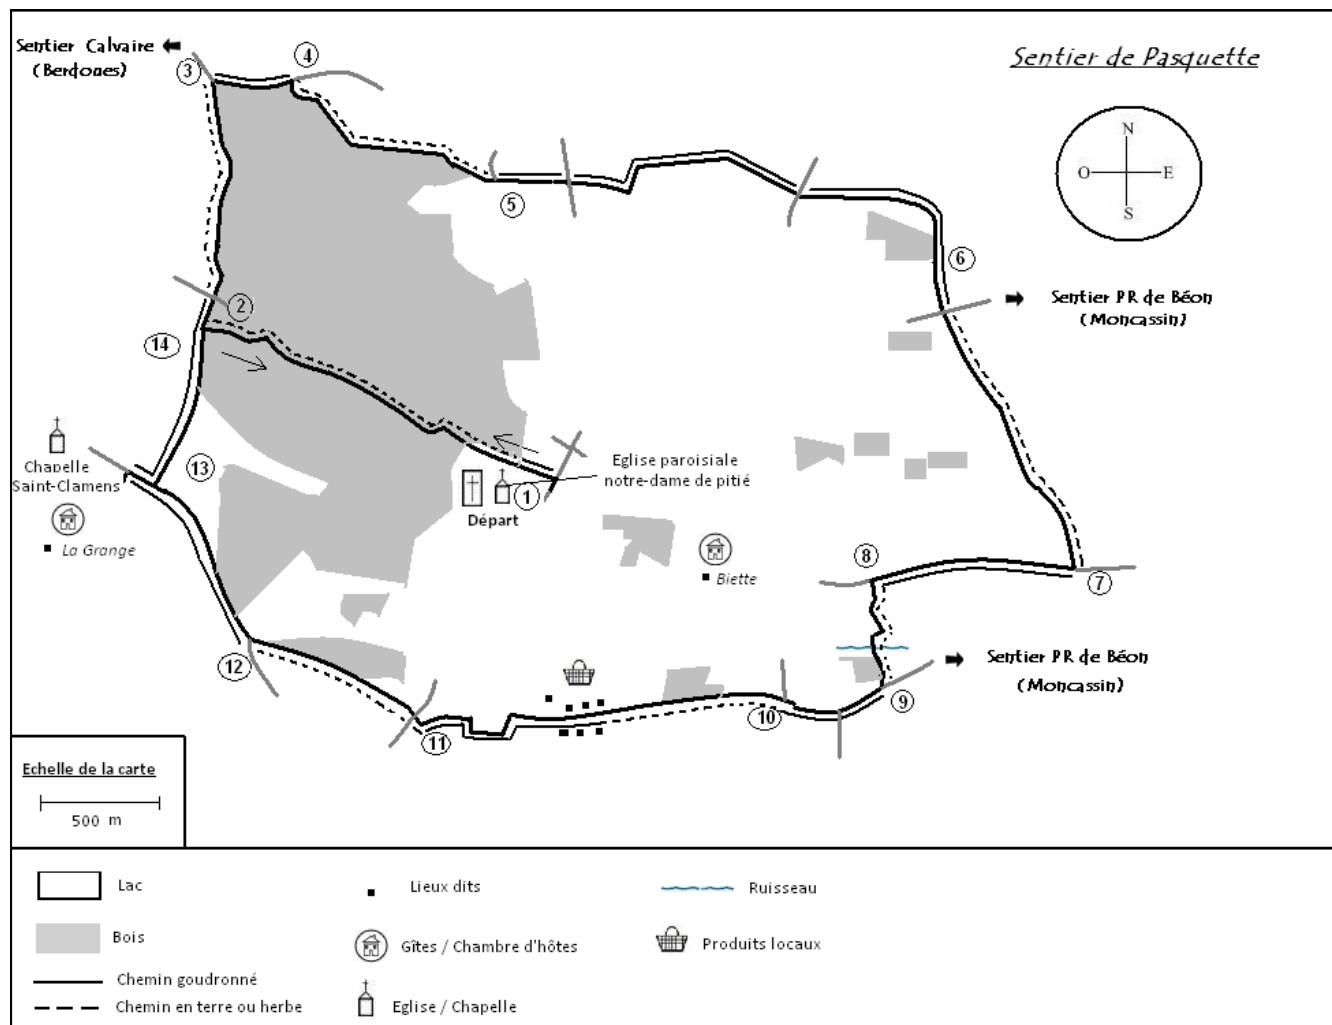 Sentier Calvaire
(Berdoues)
Sentier de Pasquette
3
4
N
O
E
S
5
6
2
Sentier PR de Béon
(Moncassin)
14
Chapelle
Saint-Clamens
13
Eglise paroisiale
notre-dame de pitié
1
Départ
La Grange
Biette
8
7
12
Sentier PR de Béon
(Moncassin)
9
10
11
Echelle de la carte
500 m
Lac
Lieux dits
Ruisseau
Bois
Gîtes / Chambre d'hôtes
Produits locaux
Chemin goudronné
Chemin en terre ou herbe
Eglise / Chapelle